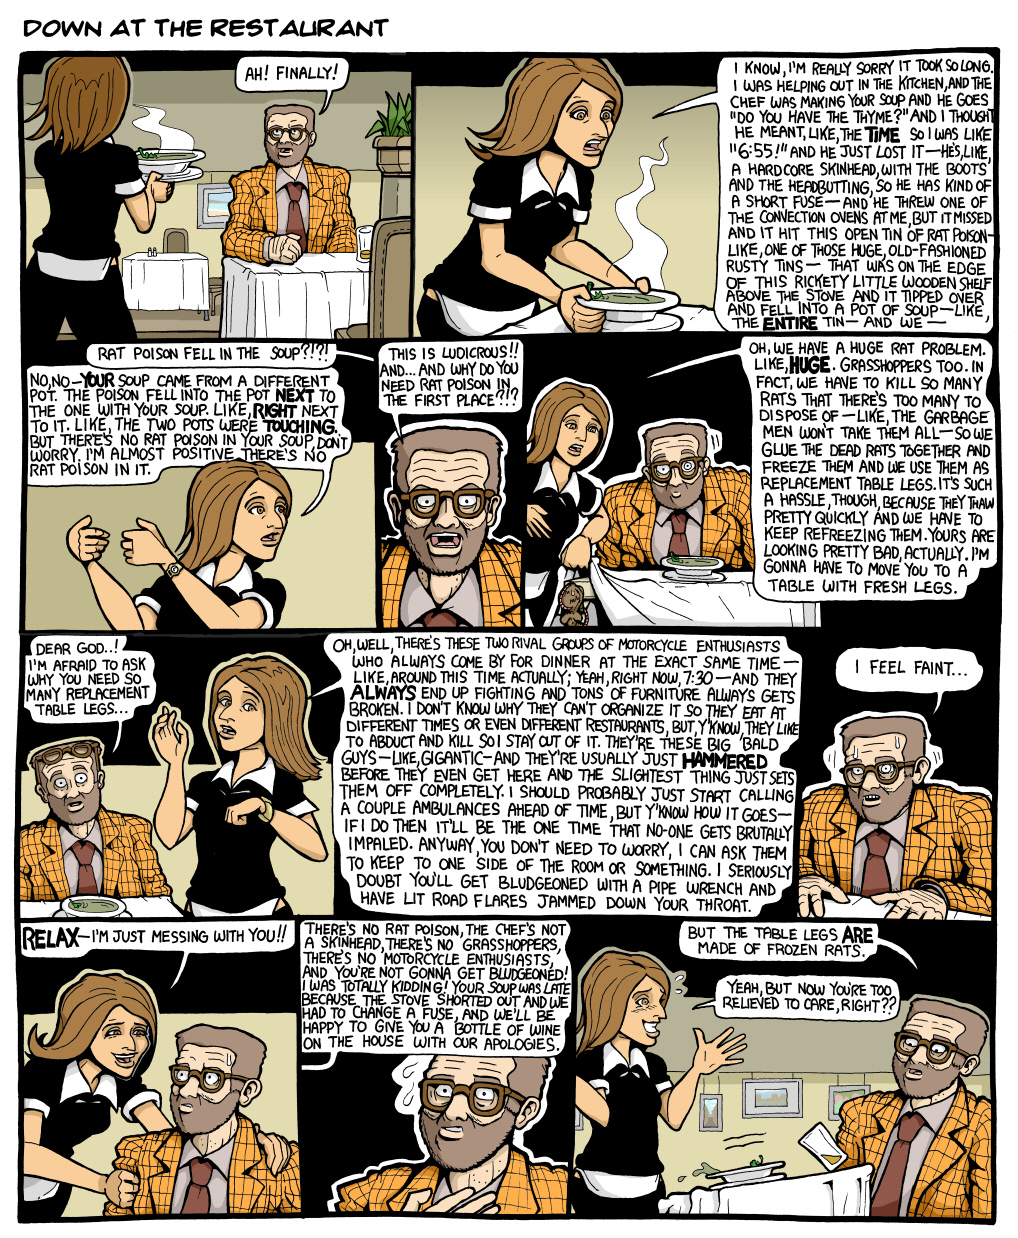 DOWN AT THE RESTAURANT
AH! FINALLY!
I KNOW, I'M REALLY SORRY IT TOOK SO LONG.
I WAS HELPING OUT IN THE KITCHEN, AND THE
CHEF WAS MAKING YOUR SOUP AND HE GOES
"DO YOU HAVE THE THYME?" AND I THOUGHT
HE MEANT, LIKE, THE TIME SO I WAS LIKE
"6:55!" AND HE JUST LOST IT—HE'S, LIKE,
A HARDCORE SKINHEAD, WITH THE BOOTS
AND THE HEADBUTTING, SO HE HAS KIND OF
A SHORT FUSE—AND HE THREW ONE OF
THE CONVECTION OVENS AT ME, BUT IT MISSED
AND IT HIT THIS OPEN TIN OF RAT POISON—
LIKE, ONE OF THOSE HUGE, OLD-FASHIONED
RUSTY TINS— THAT WAS ON THE EDGE
OF THIS RICKETY LITTLE WOODEN SHELF
ABOVE THE STOVE AND IT TIPPED OVER
AND FELL INTO A POT OF SOUP—LIKE,
THE ENTIRE TIN— AND WE —
RAT POISON FELL IN THE SOUP?!?!
NO, NO—YOUR SOUP CAME FROM A DIFFERENT
POT. THE POISON FELL INTO THE POT NEXT TO
THE ONE WITH YOUR SOUP. LIKE, RIGHT NEXT
TO IT. LIKE, THE TWO POTS WERE TOUCHING.
BUT THERE'S NO RAT POISON IN YOUR SOUP, DON'T
WORRY. I'M ALMOST POSITIVE THERE'S NO
RAT POISON IN IT.
THIS IS LUDICROUS!!
AND... AND WHY DO YOU
NEED RAT POISON IN
THE FIRST PLACE?!?
OH, WE HAVE A HUGE RAT PROBLEM.
LIKE, HUGE. GRASSHOPPERS TOO. IN
FACT, WE HAVE TO KILL SO MANY
RATS THAT THERE'S TOO MANY TO
DISPOSE OF —LIKE, THE GARBAGE
MEN WON'T TAKE THEM ALL—SO WE
GLUE THE DEAD RATS TOGETHER AND
FREEZE THEM AND WE USE THEM AS
REPLACEMENT TABLE LEGS. IT'S SUCH
A HASSLE, THOUGH, BECAUSE THEY THAW
PRETTY QUICKLY AND WE HAVE TO
KEEP REFREEZING THEM. YOURS ARE
LOOKING PRETTY BAD, ACTUALLY. I'M
GONNA HAVE TO MOVE YOU TO A
TABLE WITH FRESH LEGS.
DEAR GOD..!
I'M AFRAID TO ASK
WHY YOU NEED SO
MANY REPLACEMENT
TABLE LEGS...
OH, WELL, THERE'S THESE TWO RIVAL GROUPS OF MOTORCYCLE ENTHUSIASTS
WHO ALWAYS COME BY FOR DINNER AT THE EXACT SAME TIME—
LIKE, AROUND THIS TIME ACTUALLY; YEAH, RIGHT NOW, 7:30 —AND THEY
ALWAYS END UP FIGHTING AND TONS OF FURNITURE ALWAYS GETS
BROKEN. I DON'T KNOW WHY THEY CAN'T ORGANIZE IT SO THEY EAT AT
DIFFERENT TIMES OR EVEN DIFFERENT RESTAURANTS, BUT, Y'KNOW, THEY LIKE
TO ABDUCT AND KILL SO I STAY OUT OF IT. THEY'RE THESE BIG BALD
GUYS—LIKE, GIGANTIC—AND THEY'RE USUALLY JUST HAMMERED
BEFORE THEY EVEN GET HERE AND THE SLIGHTEST THING JUST SETS
THEM OFF COMPLETELY. I SHOULD PROBABLY JUST START CALLING
A COUPLE AMBULANCES AHEAD OF TIME, BUT Y'KNOW HOW IT GOES—
IF I DO THEN IT'LL BE THE ONE TIME THAT NO-ONE GETS BRUTALLY
IMPALED. ANYWAY, YOU DON'T NEED TO WORRY, I CAN ASK THEM
TO KEEP TO ONE SIDE OF THE ROOM OR SOMETHING. I SERIOUSLY
DOUBT YOU'LL GET BLUDGEONED WITH A PIPE WRENCH AND
HAVE LIT ROAD FLARES JAMMED DOWN YOUR THROAT.
I FEEL FAINT...
RELAX—I'M JUST MESSING WITH YOU!!
THERE'S NO RAT POISON, THE CHEF'S NOT
A SKINHEAD, THERE'S NO GRASSHOPPERS,
THERE'S NO MOTORCYCLE ENTHUSIASTS,
AND YOU'RE NOT GONNA GET BLUDGEONED!
I WAS TOTALLY KIDDING! YOUR SOUP WAS LATE
BECAUSE THE STOVE SHORTED OUT AND WE
HAD TO CHANGE A FUSE, AND WE'LL BE
HAPPY TO GIVE YOU A BOTTLE OF WINE
ON THE HOUSE WITH OUR APOLOGIES.
BUT THE TABLE LEGS ARE
MADE OF FROZEN RATS.
YEAH, BUT NOW YOU'RE TOO
RELIEVED TO CARE, RIGHT??